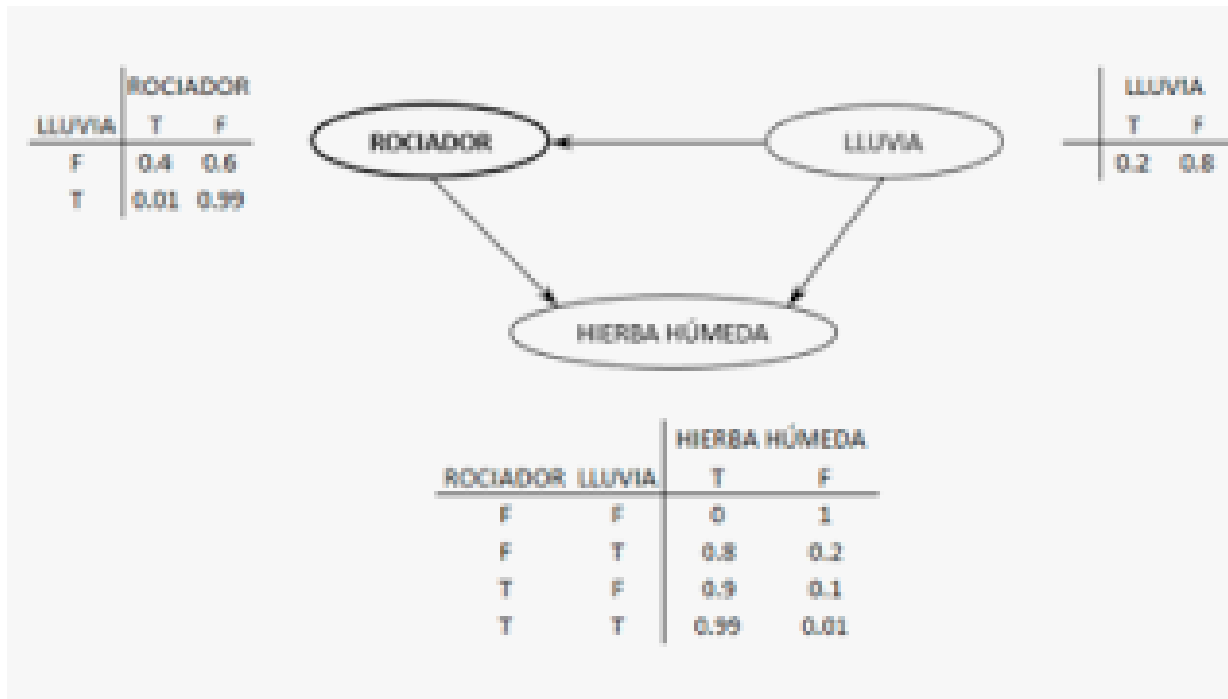 ROCIADOR
LLUVIA T F
F 0.4 0.6
T 0.01 0.99
ROCIADOR
LLUVIA
LLUVIA
T F
0.2 0.8
HIERBA HÚMEDA
HIERBA HÚMEDA
ROCIADOR LLUVIA T F
F F 0 1
F T 0.8 0.2
T F 0.9 0.1
T T 0.99 0.01